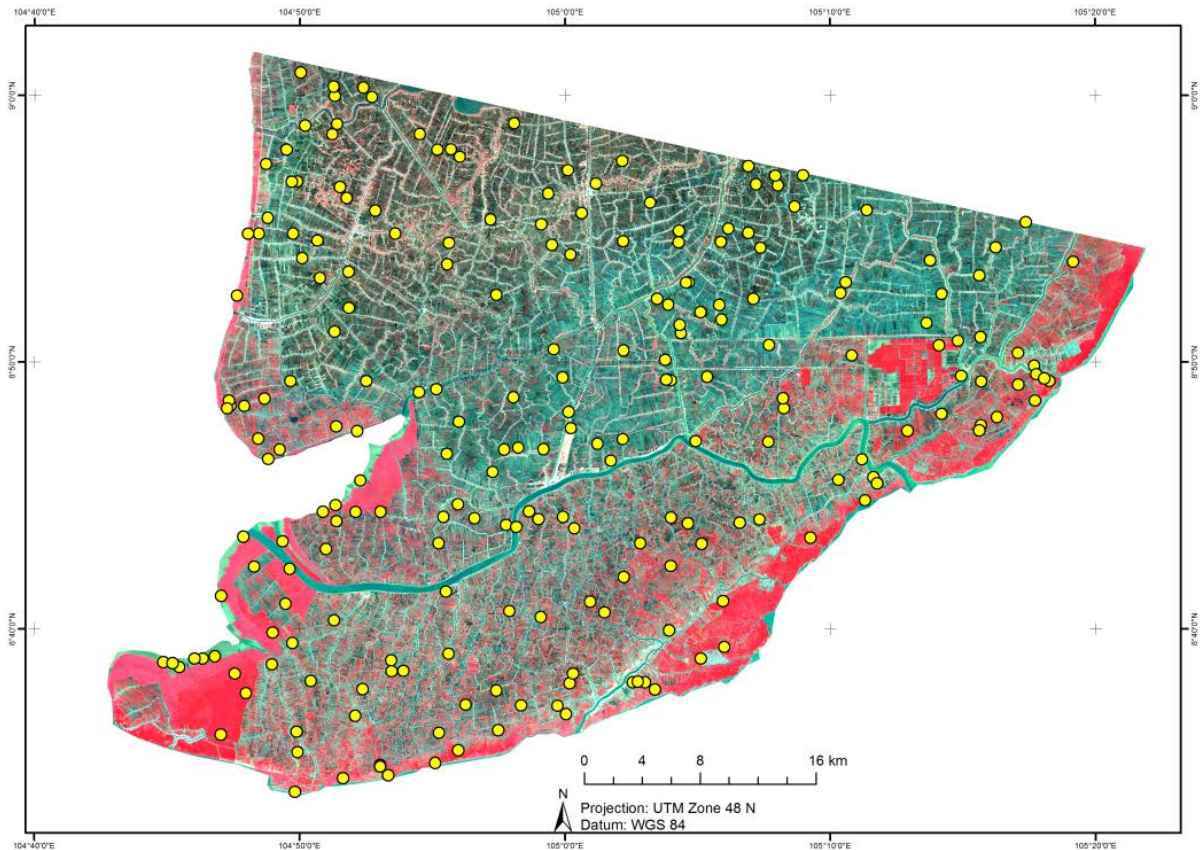 104°40'0"E 104°50'0"E 105°0'0"E 105°10'0"E 105°20'0"E
9°0'0"N 9°0'0"N
8°50'0"N 8°50'0"N
8°40'0"N 8°40'0"N
0 4 8 16 km
N
Projection: UTM Zone 48 N
Datum: WGS 84
104°40'0"E 104°50'0"E 105°0'0"E 105°10'0"E 105°20'0"E